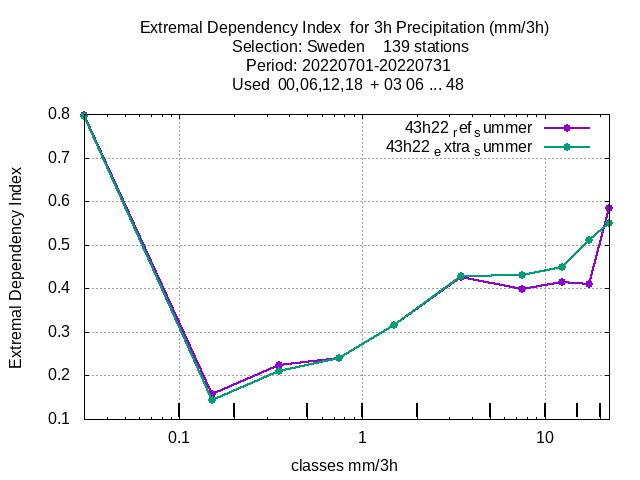 Extremal Dependency Index  for 3h Precipitation (mm/3h)
Selection: Sweden    139 stations
Period: 20220701-20220731
Used  00,06,12,18  + 03 06 ... 48
43h22 ref summer
43h22 extra summer
0.8
0.7
0.6
0.5
0.4
0.3
0.2
0.1
Extremal Dependency Index
0.1 1 10
classes mm/3h